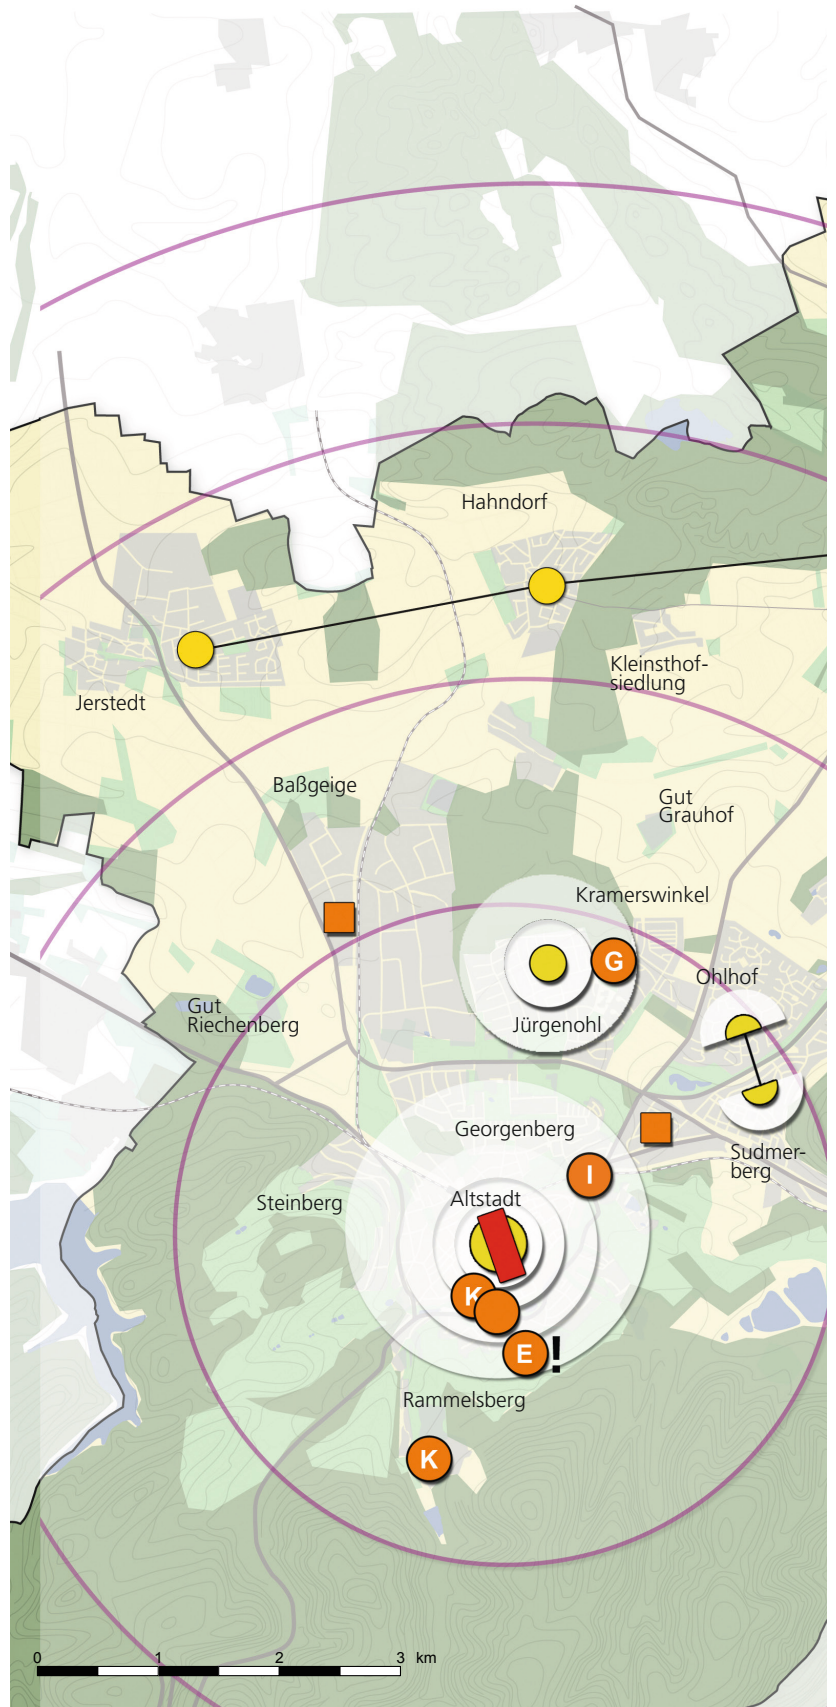 Hahndorf
Kleinsthof-
siedlung
Jerstedt
Baßgeige
Gut
Grauhof
Kramerswinkel
G
Ohlhof
Gut
Riechenberg
Jürgenohl
Georgenberg
Sudmer-
berg
I
Steinberg
Altstadt
K
E !
Rammelsberg
K
0 1 2 3 km